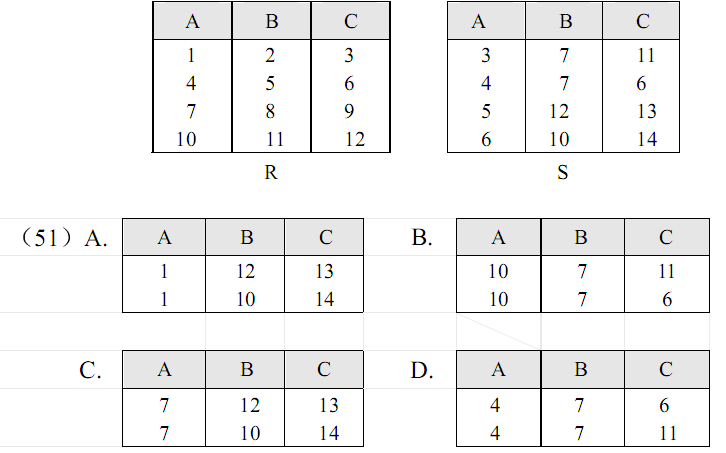 A B C A B C
1 2 3 3 7 11
4 5 6 4 7 6
7 8 9 5 12 13
10 11 12 6 10 14
R S
（51）A. A B C B. A B C
1 12 13 10 7 11
1 10 14 10 7 6
C. A B C D. A B C
7 12 13 4 7 6
7 10 14 4 7 11